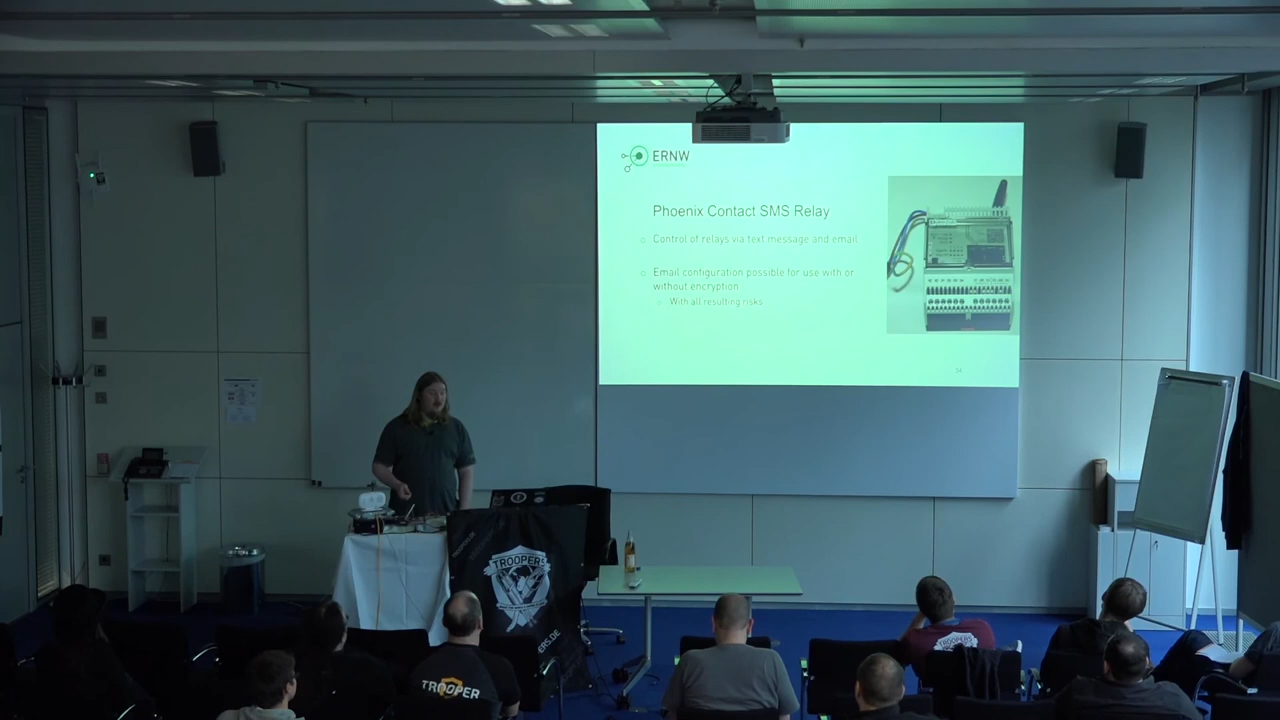 ERNW
Phoenix Contact SMS Relay
Control of relays via text message and email
Email configuration possible for use with or
without encryption
With all resulting risks
TROOPERS
TROOPER
TROOPERS